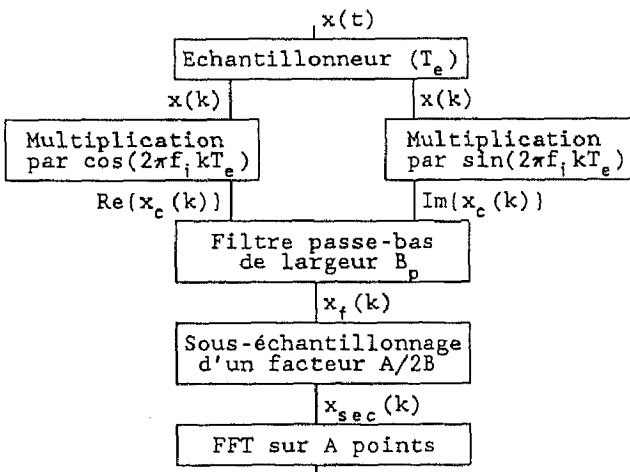 x(t)
Echantillonneur (T_e)
x(k)
x(k)
Multiplication
par cos(2πf_i kT_e)
Multiplication
par sin(2πf_i kT_e)
Re{x_c(k)}
Im{x_c(k)}
Filtre passe-bas
de largeur B_p
x_f(k)
Sous-échantillonnage
d'un facteur A/2B
x_sec(k)
FFT sur A points